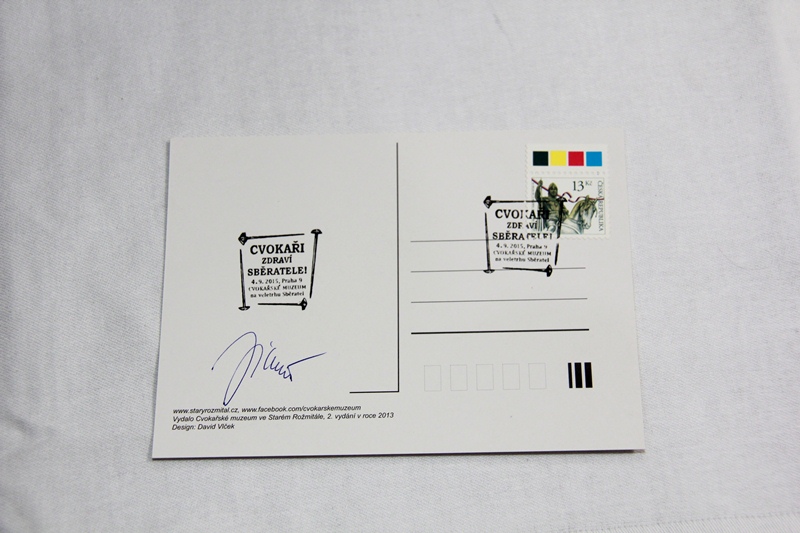 13 Kč
CVOKAŘI
ZDRAVÍ
SBĚRATELE!
4. 9. 2015, Praha 9
CVOKAŘSKÉ MUZEUM
na veletrhu Sběratel
CVOKAŘI
ZDRAVÍ
SBĚRATELE!
4. 9. 2015, Praha 9
CVOKAŘSKÉ MUZEUM
na veletrhu Sběratel
www.staryrozmital.cz, www.facebook.com/cvokarskemuzeum
Vydalo Cvokařské muzeum ve Starém Rožmitále, 2. vydání v roce 2013
Design: David Vlček